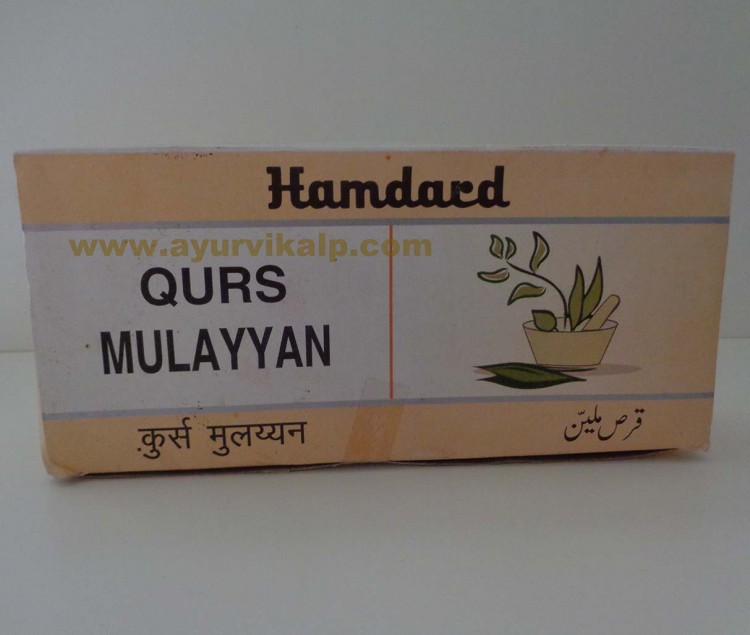 Hamdard
www.ayurvikalp.com
QURS
MULAYYAN
क़ुर्स मुलय्यन
قرص ملیّن